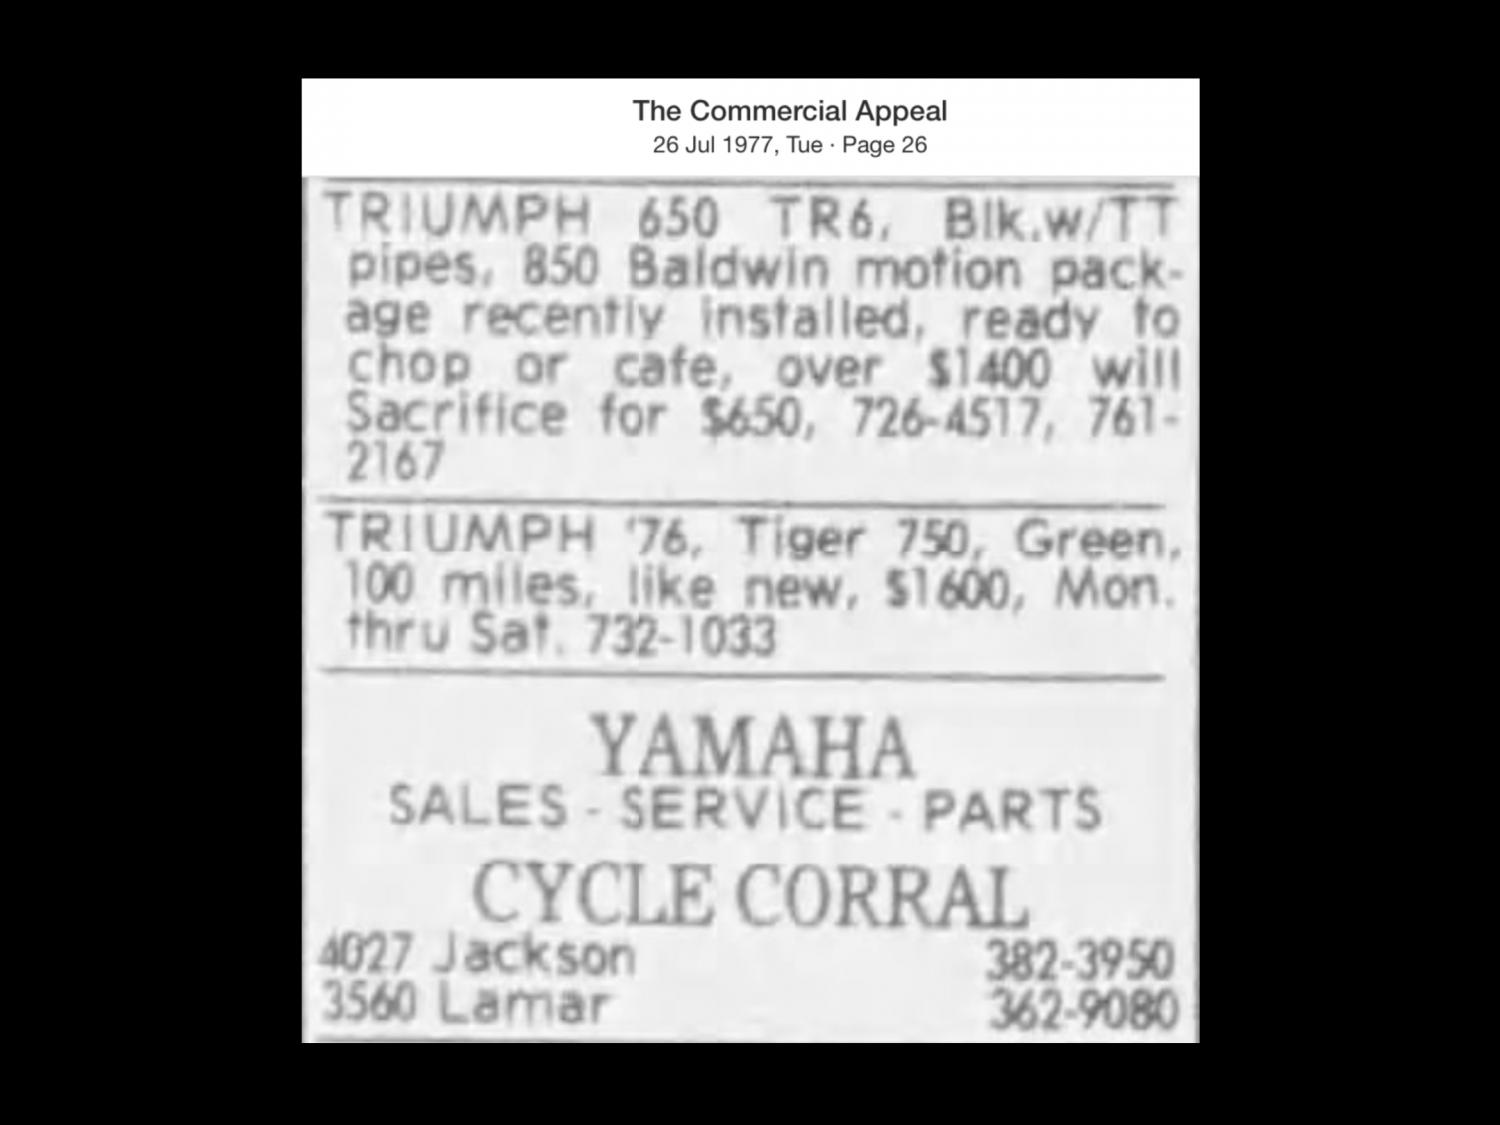 The Commercial Appeal
26 Jul 1977, Tue · Page 26
TRIUMPH 650 TR6, Blk.w/TT
pipes, 850 Baldwin motion pack-
age recently installed, ready to
chop or cafe, over $1400 will
Sacrifice for $650, 726-4517, 761-
2167
TRIUMPH '76, Tiger 750, Green,
100 miles, like new, $1600, Mon.
thru Sat. 732-1033
YAMAHA
SALES - SERVICE - PARTS
CYCLE CORRAL
4027 Jackson 382-3950
3560 Lamar 362-9080